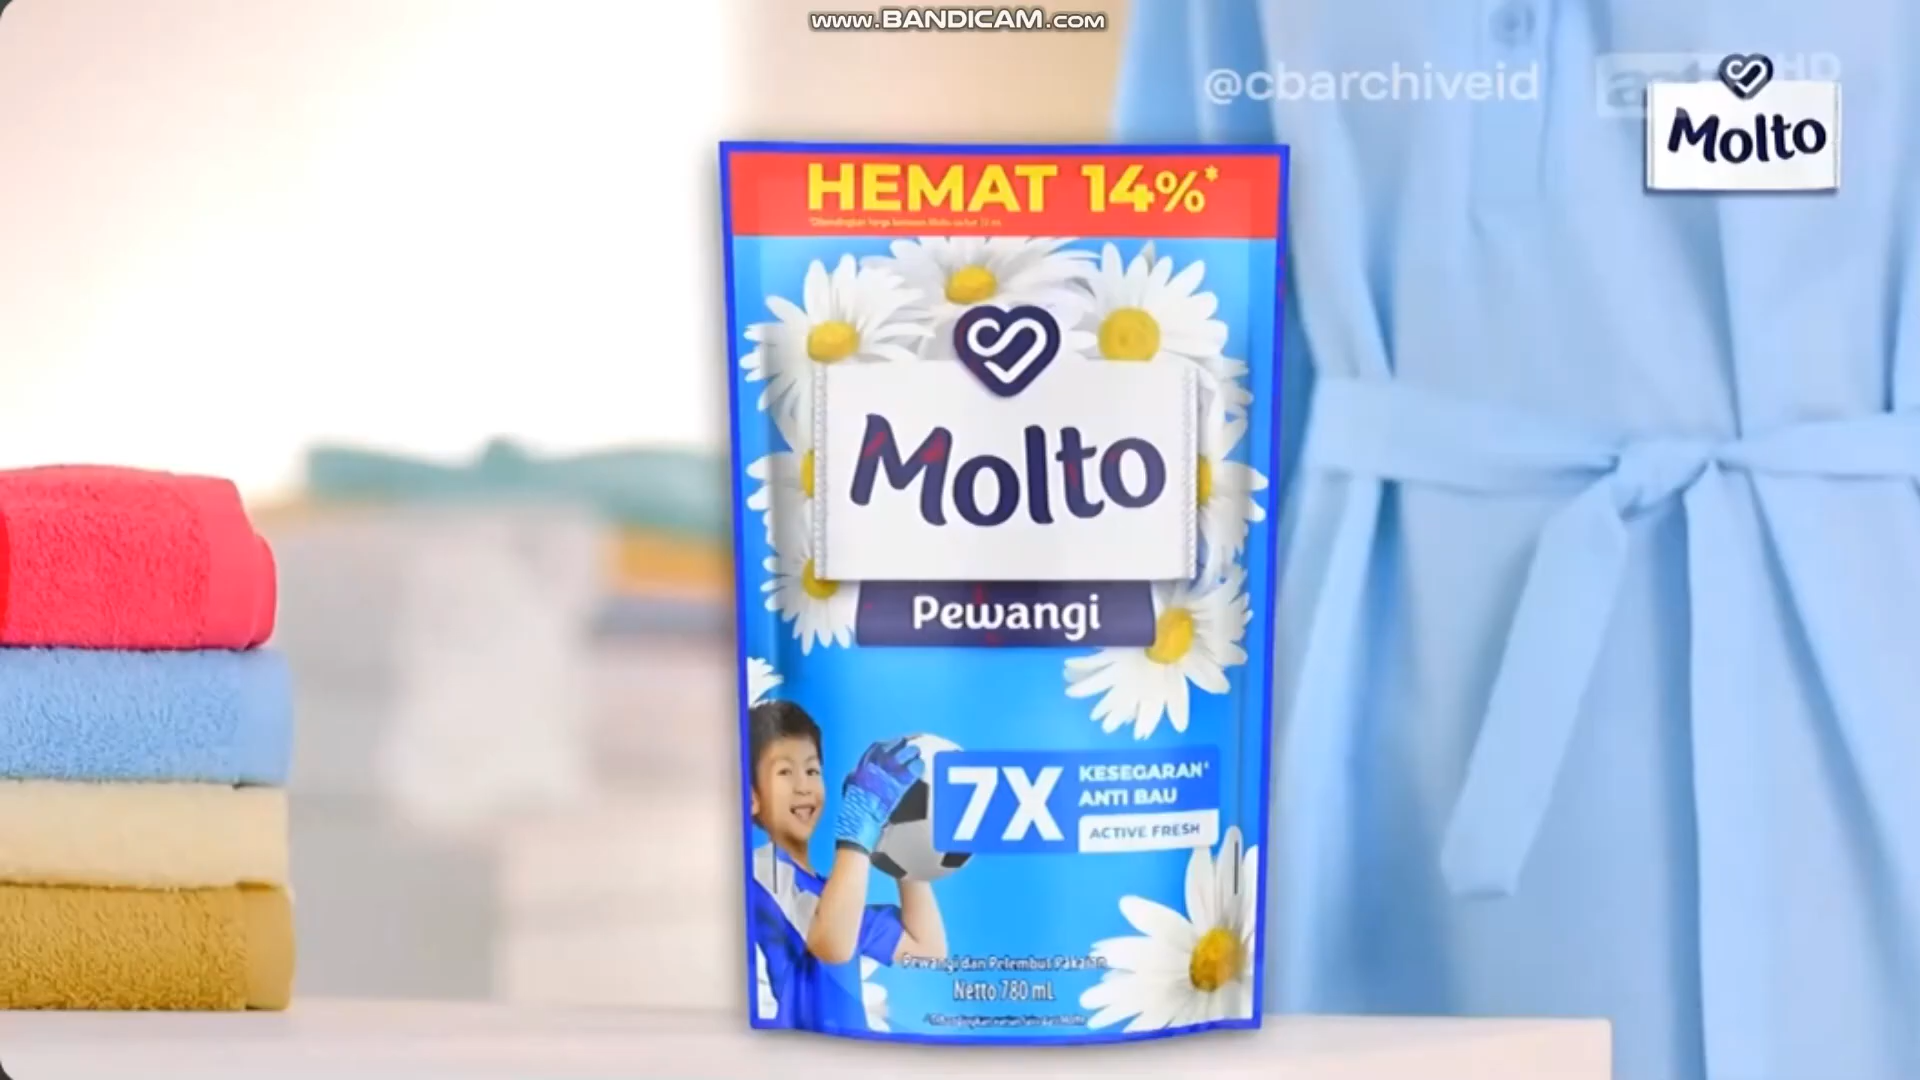 www.BANDICAM.com
@cbarchiveid
HD
Molto
HEMAT 14%*
Molto
Pewangi
7X
KESEGARAN*
ANTI BAU
ACTIVE FRESH
Pewangi dan Pelembut Pakaian
Netto 780 mL